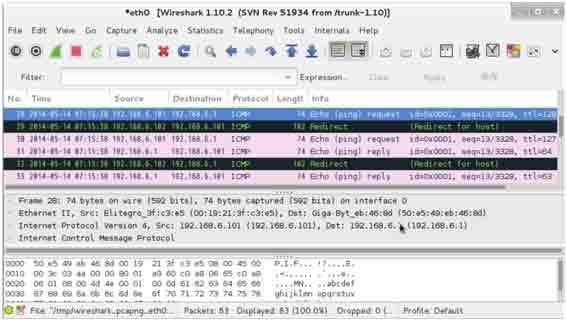 *eth0 [Wireshark 1.10.2 (SVN Rev 51934 from /trunk-1.10)]
File Edit View Go Capture Analyze Statistics Telephony Tools Internals Help
Filter: Expression... Clear Apply
No. Time Source Destination Protocol Lengtl Info
28 2014-05-14 07:15:38 192.168.6.101 192.168.6.1 ICMP 74 Echo (ping) request id=0x0001, seq=13/3328, ttl=128
29 2014-05-14 07:15:38 192.168.6.102 192.168.6.101 ICMP 102 Redirect (Redirect for host)
30 2014-05-14 07:15:38 192.168.6.101 192.168.6.1 ICMP 74 Echo (ping) request id=0x0001, seq=13/3328, ttl=127
31 2014-05-14 07:15:38 192.168.6.1 192.168.6.101 ICMP 74 Echo (ping) reply id=0x0001, seq=13/3328, ttl=64
32 2014-05-14 07:15:38 192.168.6.102 192.168.6.1 ICMP 102 Redirect (Redirect for host)
33 2014-05-14 07:15:38 192.168.6.1 192.168.6.101 ICMP 74 Echo (ping) reply id=0x0001, seq=13/3328, ttl=63
Frame 28: 74 bytes on wire (592 bits), 74 bytes captured (592 bits) on interface 0
Ethernet II, Src: Elitegro_3f:c3:e5 (00:19:21:3f:c3:e5), Dst: Giga-Byt_eb:46:8d (50:e5:49:eb:46:8d)
Internet Protocol Version 4, Src: 192.168.6.101 (192.168.6.101), Dst: 192.168.6. (192.168.6.1)
Internet Control Message Protocol
0000 50 e5 49 eb 46 8d 00 19 21 3f c3 e5 08 00 45 00 P.I.F... !?....E.
0010 00 3c 03 aa 00 00 80 01 a9 60 c0 a8 06 65 c0 a8 .<...... .`...e..
0020 06 01 08 00 4d 4e 00 01 00 0d 61 62 63 64 65 66 ....MN.. ..abcdef
0030 67 68 69 6a 6b 6c 6d 6e 6f 70 71 72 73 74 75 76 ghijklmn opqrstuv
File: "/tmp/wireshark_pcapng_eth0... Packets: 83 · Displayed: 83 (100.0%) · Dropped: 0 (... Profile: Default